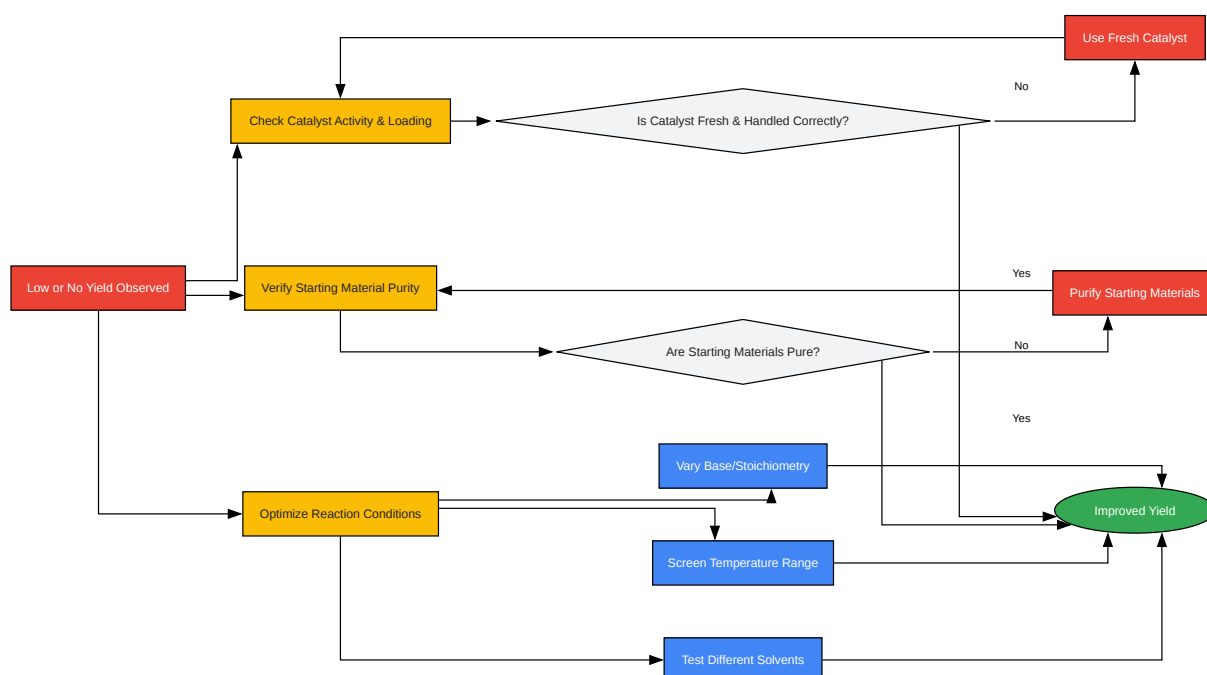 Use Fresh Catalyst
No
Check Catalyst Activity & Loading
Is Catalyst Fresh & Handled Correctly?
Low or No Yield Observed
Verify Starting Material Purity
Yes
Purify Starting Materials
Are Starting Materials Pure?
No
Yes
Vary Base/Stoichiometry
Optimize Reaction Conditions
Improved Yield
Screen Temperature Range
Test Different Solvents